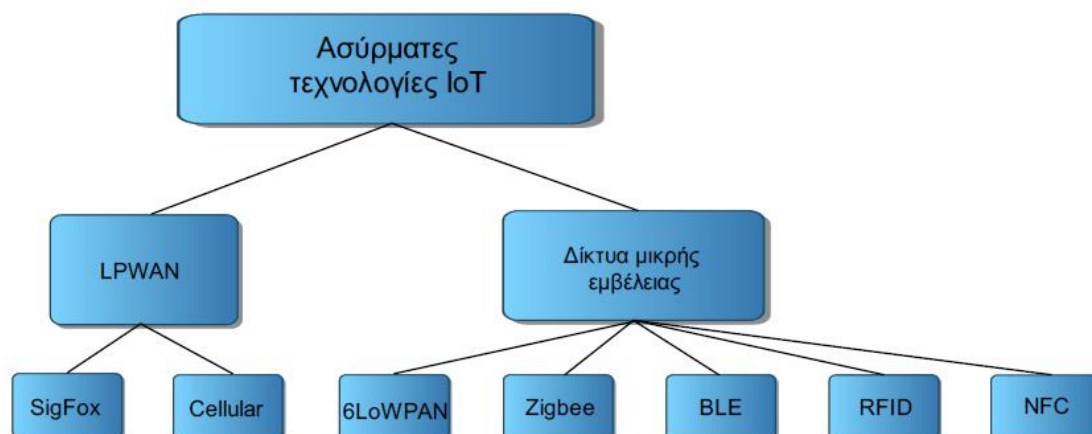 Ασύρματες
τεχνολογίες IoT
LPWAN
Δίκτυα μικρής
εμβέλειας
SigFox
Cellular
6LoWPAN
Zigbee
BLE
RFID
NFC